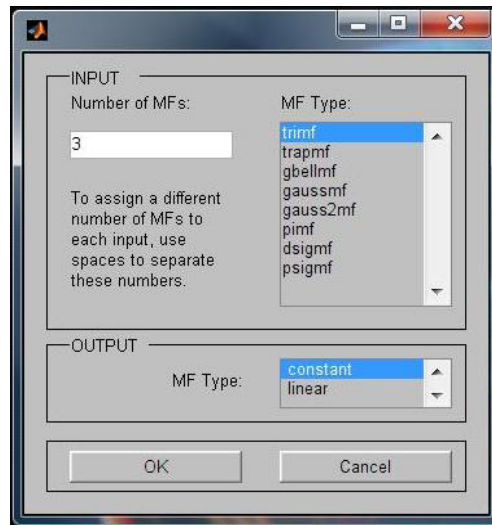 INPUT
Number of MFs:
3
To assign a different
number of MFs to
each input, use
spaces to separate
these numbers.
MF Type:
trimf
trapmf
gbellmf
gaussmf
gauss2mf
pimf
dsigmf
psigmf
OUTPUT
MF Type:
constant
linear
OK
Cancel